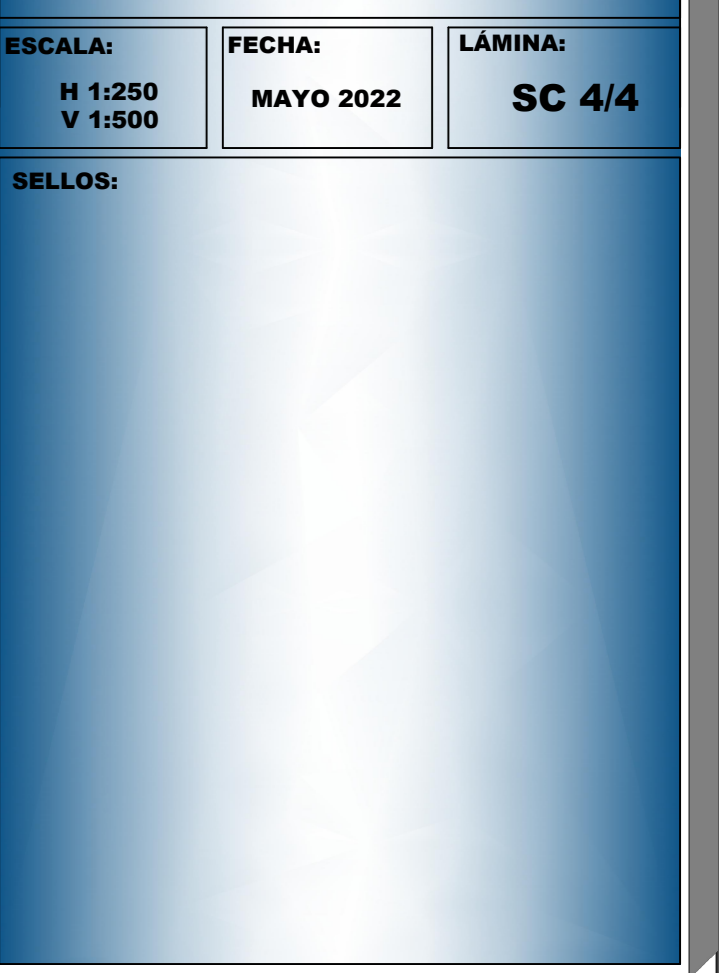 ESCALA:
H 1:250
V 1:500
FECHA:
MAYO 2022
LÁMINA:
SC 4/4
SELLOS: